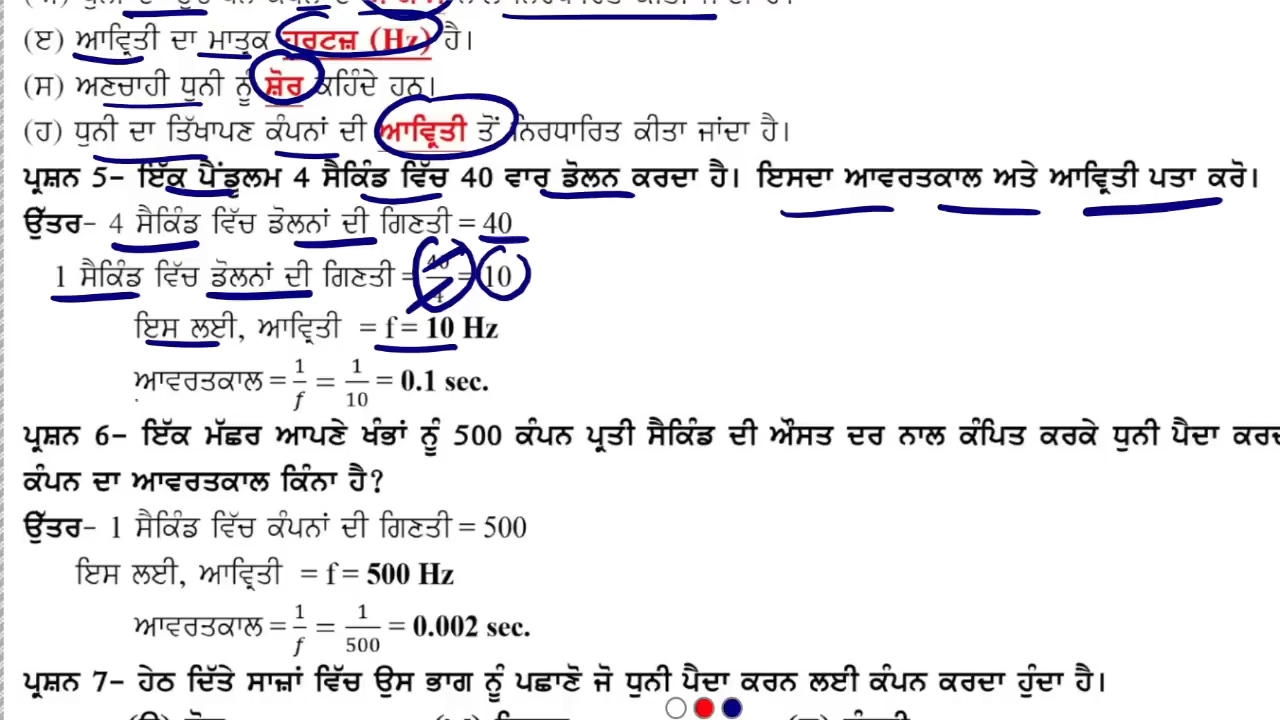 (ੲ) ਆਵ੍ਰਿਤੀ ਦਾ ਮਾਤ੍ਰਕ ਹਰਟਜ਼ (Hz) ਹੈ।
(ਸ) ਅਣਚਾਹੀ ਧੁਨੀ ਨੂੰ ਸ਼ੋਰ ਕਹਿੰਦੇ ਹਨ।
(ਹ) ਧੁਨੀ ਦਾ ਤਿੱਖਾਪਣ ਕੰਪਨਾਂ ਦੀ ਆਵ੍ਰਿਤੀ ਤੋਂ ਨਿਰਧਾਰਿਤ ਕੀਤਾ ਜਾਂਦਾ ਹੈ।
ਪ੍ਰਸ਼ਨ 5- ਇੱਕ ਪੈਂਡੁਲਮ 4 ਸੈਕਿੰਡ ਵਿੱਚ 40 ਵਾਰ ਡੋਲਨ ਕਰਦਾ ਹੈ। ਇਸਦਾ ਆਵਰਤਕਾਲ ਅਤੇ ਆਵ੍ਰਿਤੀ ਪਤਾ ਕਰੋ।
ਉੱਤਰ- 4 ਸੈਕਿੰਡ ਵਿੱਚ ਡੋਲਨਾਂ ਦੀ ਗਿਣਤੀ = 40
1 ਸੈਕਿੰਡ ਵਿੱਚ ਡੋਲਨਾਂ ਦੀ ਗਿਣਤੀ = 40/4 = 10
ਇਸ ਲਈ, ਆਵ੍ਰਿਤੀ = f = 10 Hz
ਆਵਰਤਕਾਲ = 1/f = 1/10 = 0.1 sec.
ਪ੍ਰਸ਼ਨ 6- ਇੱਕ ਮੱਛਰ ਆਪਣੇ ਖੰਭਾਂ ਨੂੰ 500 ਕੰਪਨ ਪ੍ਰਤੀ ਸੈਕਿੰਡ ਦੀ ਔਸਤ ਦਰ ਨਾਲ ਕੰਪਿਤ ਕਰਕੇ ਧੁਨੀ ਪੈਦਾ
ਕੰਪਨ ਦਾ ਆਵਰਤਕਾਲ ਕਿੰਨਾ ਹੈ?
ਉੱਤਰ- 1 ਸੈਕਿੰਡ ਵਿੱਚ ਕੰਪਨਾਂ ਦੀ ਗਿਣਤੀ = 500
ਇਸ ਲਈ, ਆਵ੍ਰਿਤੀ = f = 500 Hz
ਆਵਰਤਕਾਲ = 1/f = 1/500 = 0.002 sec.
ਪ੍ਰਸ਼ਨ 7- ਹੇਠ ਦਿੱਤੇ ਸਾਜ਼ਾਂ ਵਿੱਚ ਉਸ ਭਾਗ ਨੂੰ ਪਛਾਣੋ ਜੋ ਧੁਨੀ ਪੈਦਾ ਕਰਨ ਲਈ ਕੰਪਨ ਕਰਦਾ ਹੁੰਦਾ ਹੈ।